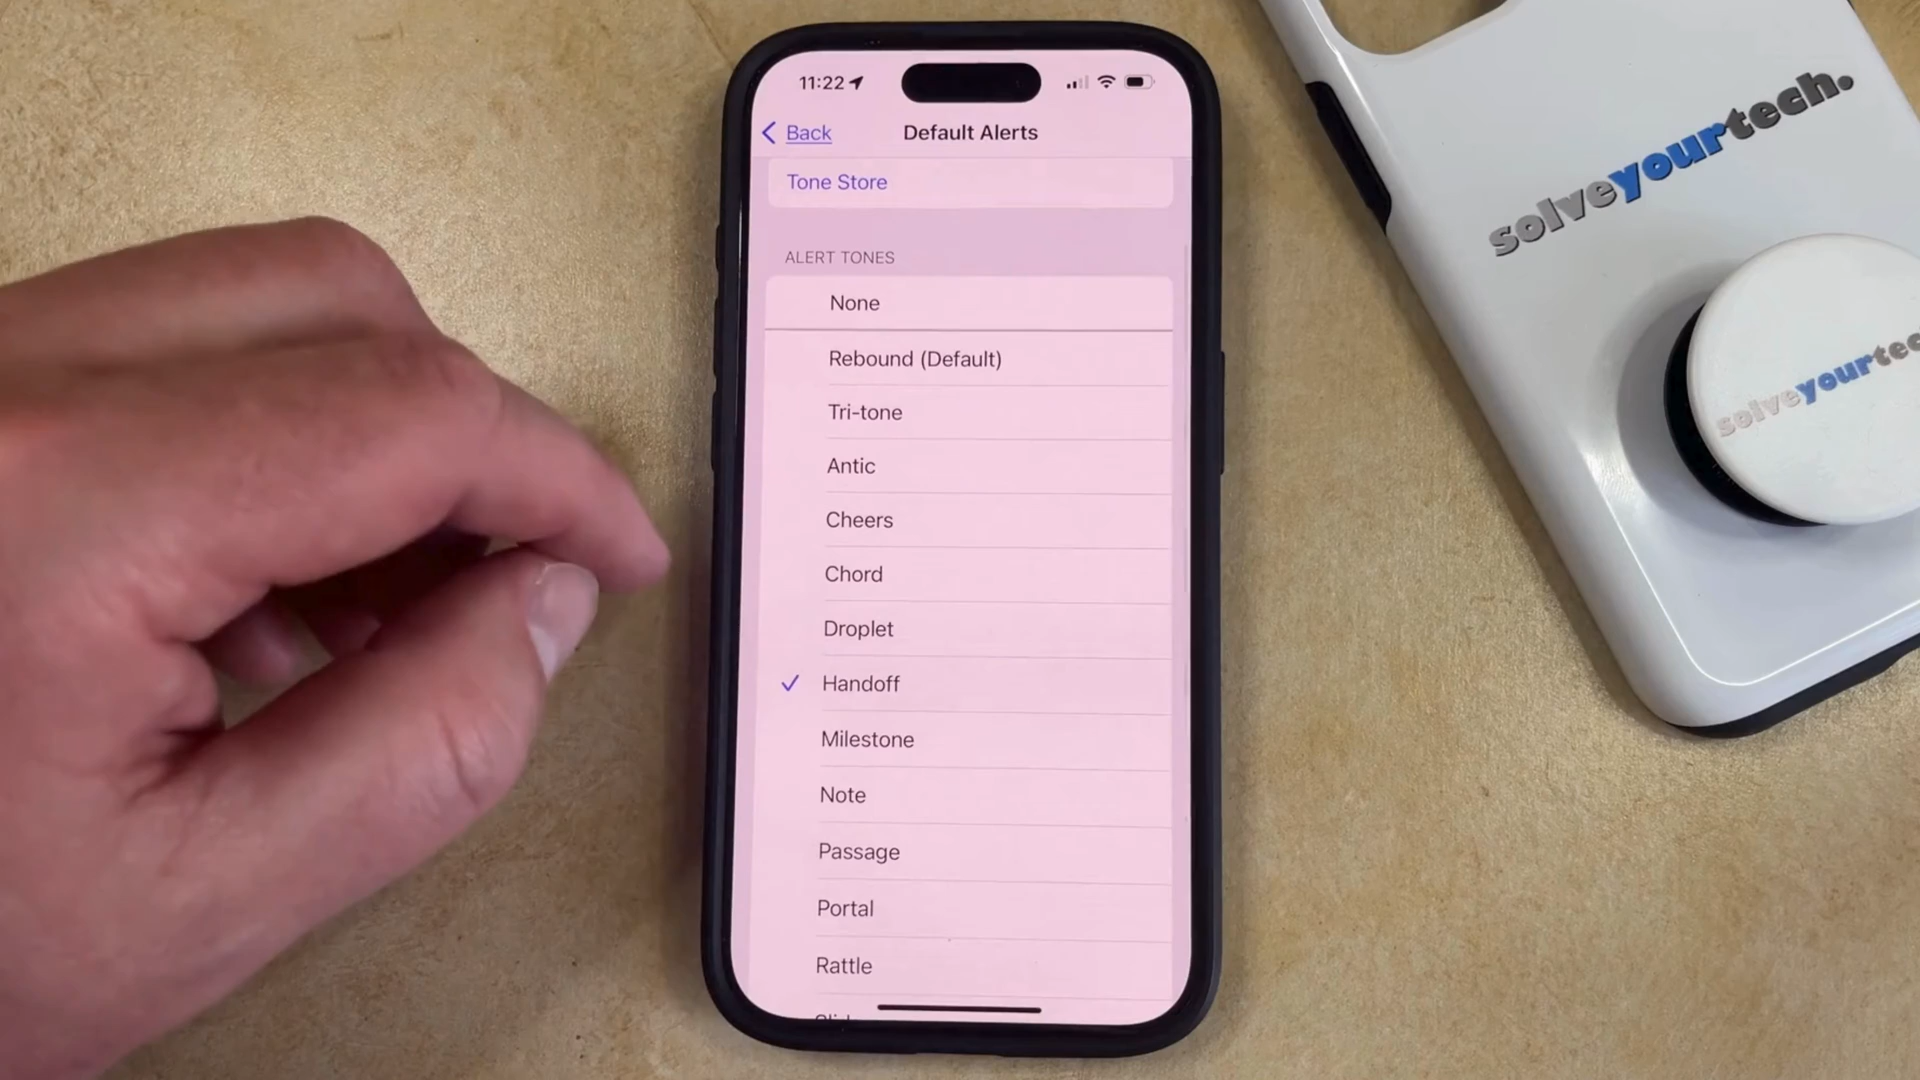 11:22
Back
Default Alerts
Tone Store
ALERT TONES
None
Rebound (Default)
Tri-tone
Antic
Cheers
Chord
Droplet
Handoff
Milestone
Note
Passage
Portal
Rattle
solveyourtech.
solveyourtec